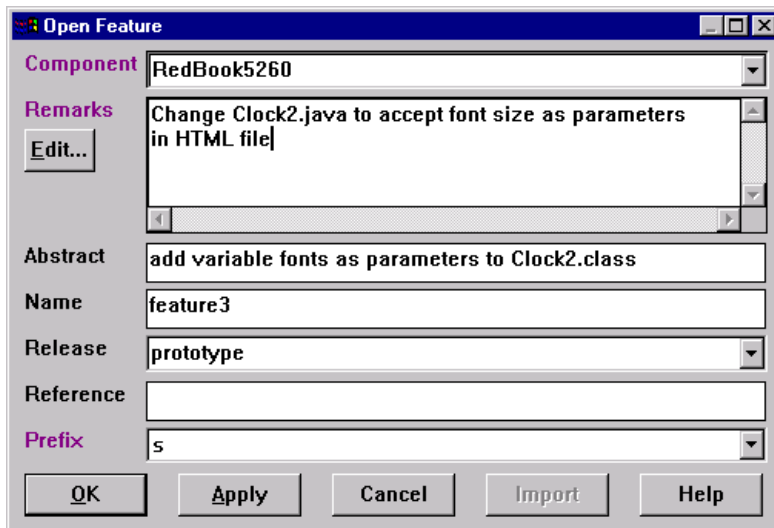 Open Feature
Component
RedBook5260
Remarks
Change Clock2.java to accept font size as parameters
in HTML file
Edit...
Abstract
add variable fonts as parameters to Clock2.class
Name
feature3
Release
prototype
Reference
Prefix
s
OK
Apply
Cancel
Import
Help